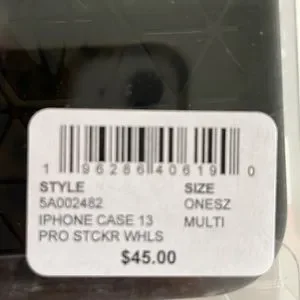 1 96286 40619 0
STYLE SIZE
5A002482 ONESZ
IPHONE CASE 13 MULTI
PRO STCKR WHLS
$45.00